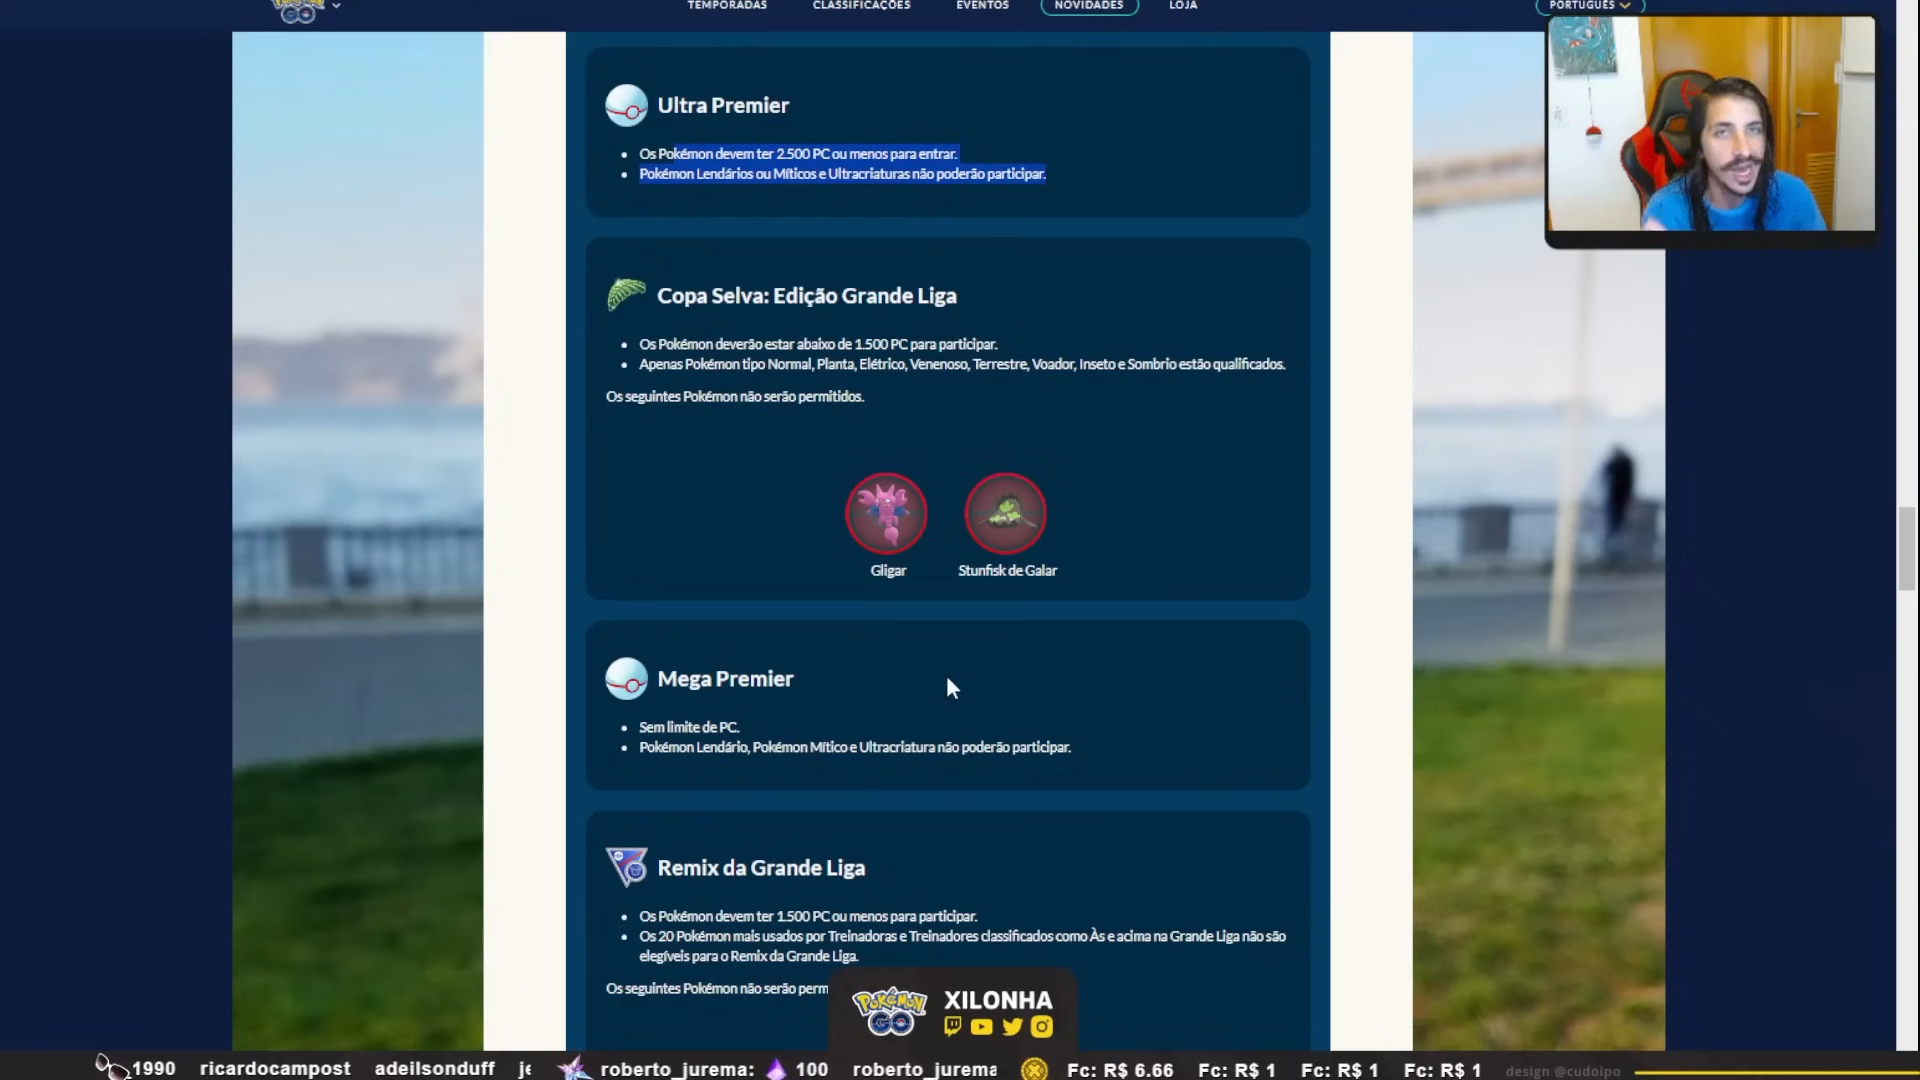 POKÉMON GO
TEMPORADAS CLASSIFICAÇÕES EVENTOS NOVIDADES LOJA PORTUGUÊS
Ultra Premier
Os Pokémon devem ter 2.500 PC ou menos para entrar.
Pokémon Lendários ou Míticos e Ultracriaturas não poderão participar.
Copa Selva: Edição Grande Liga
Os Pokémon deverão estar abaixo de 1.500 PC para participar.
Apenas Pokémon tipo Normal, Planta, Elétrico, Venenoso, Terrestre, Voador, Inseto e Sombrio estão qualificados.
Os seguintes Pokémon não serão permitidos.
Gligar Stunfisk de Galar
Mega Premier
Sem limite de PC.
Pokémon Lendário, Pokémon Mítico e Ultracriatura não poderão participar.
Remix da Grande Liga
Os Pokémon devem ter 1.500 PC ou menos para participar.
Os 20 Pokémon mais usados por Treinadoras e Treinadores classificados como Às e acima na Grande Liga não são
elegíveis para o Remix da Grande Liga.
Os seguintes Pokémon não serão perm
POKÉMON GO XILONHA
1990 ricardocampost adeilsonduff je roberto_jurema: 100 roberto_jurema Fc: R$ 6.66 Fc: R$ 1 Fc: R$ 1 Fc: R$ 1 design @cudoipo